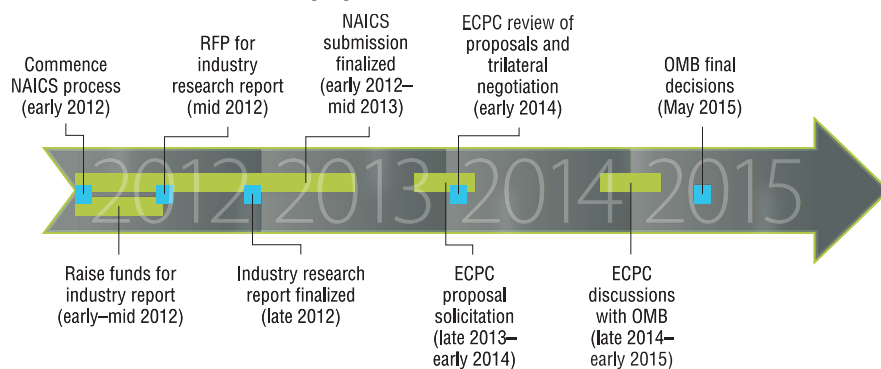 Commence
NAICS process
(early 2012)
RFP for
industry
research report
(mid 2012)
NAICS
submission
finalized
(early 2012–
mid 2013)
ECPC review of
proposals and
trilateral
negotiation
(early 2014)
OMB final
decisions
(May 2015)
2012 2013 2014 2015
Raise funds for
industry report
(early–mid 2012)
Industry research
report finalized
(late 2012)
ECPC
proposal
solicitation
(late 2013–
early 2014)
ECPC
discussions
with OMB
(late 2014–
early 2015)